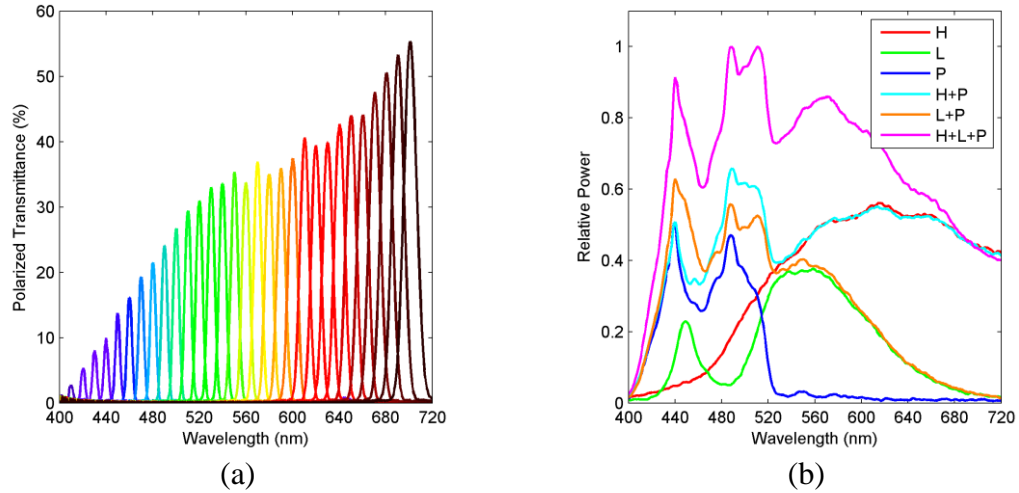 60
50
40
30
20
10
0
400 440 480 520 560 600 640 680 720
Polarized Transmittance (%)
Wavelength (nm)
(a)
1
0.8
0.6
0.4
0.2
0
400 440 480 520 560 600 640 680 720
Relative Power
Wavelength (nm)
H
L
P
H+P
L+P
H+L+P
(b)